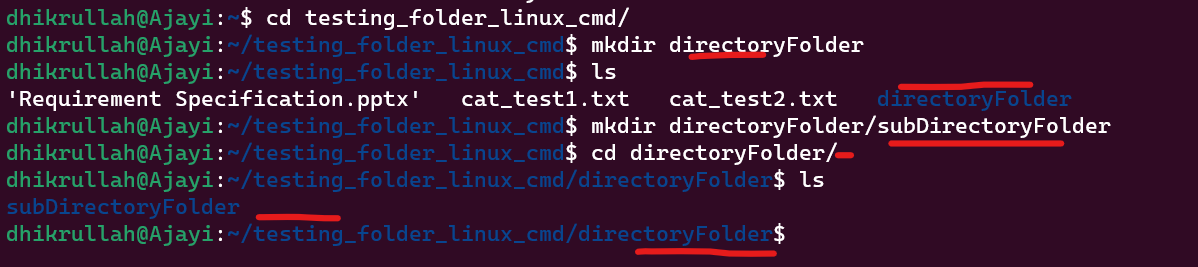 dhikrullah@Ajayi:~$ cd testing_folder_linux_cmd/
dhikrullah@Ajayi:~/testing_folder_linux_cmd$ mkdir directoryFolder
dhikrullah@Ajayi:~/testing_folder_linux_cmd$ ls
'Requirement Specification.pptx'   cat_test1.txt   cat_test2.txt   directoryFolder
dhikrullah@Ajayi:~/testing_folder_linux_cmd$ mkdir directoryFolder/subDirectoryFolder
dhikrullah@Ajayi:~/testing_folder_linux_cmd$ cd directoryFolder/
dhikrullah@Ajayi:~/testing_folder_linux_cmd/directoryFolder$ ls
subDirectoryFolder
dhikrullah@Ajayi:~/testing_folder_linux_cmd/directoryFolder$